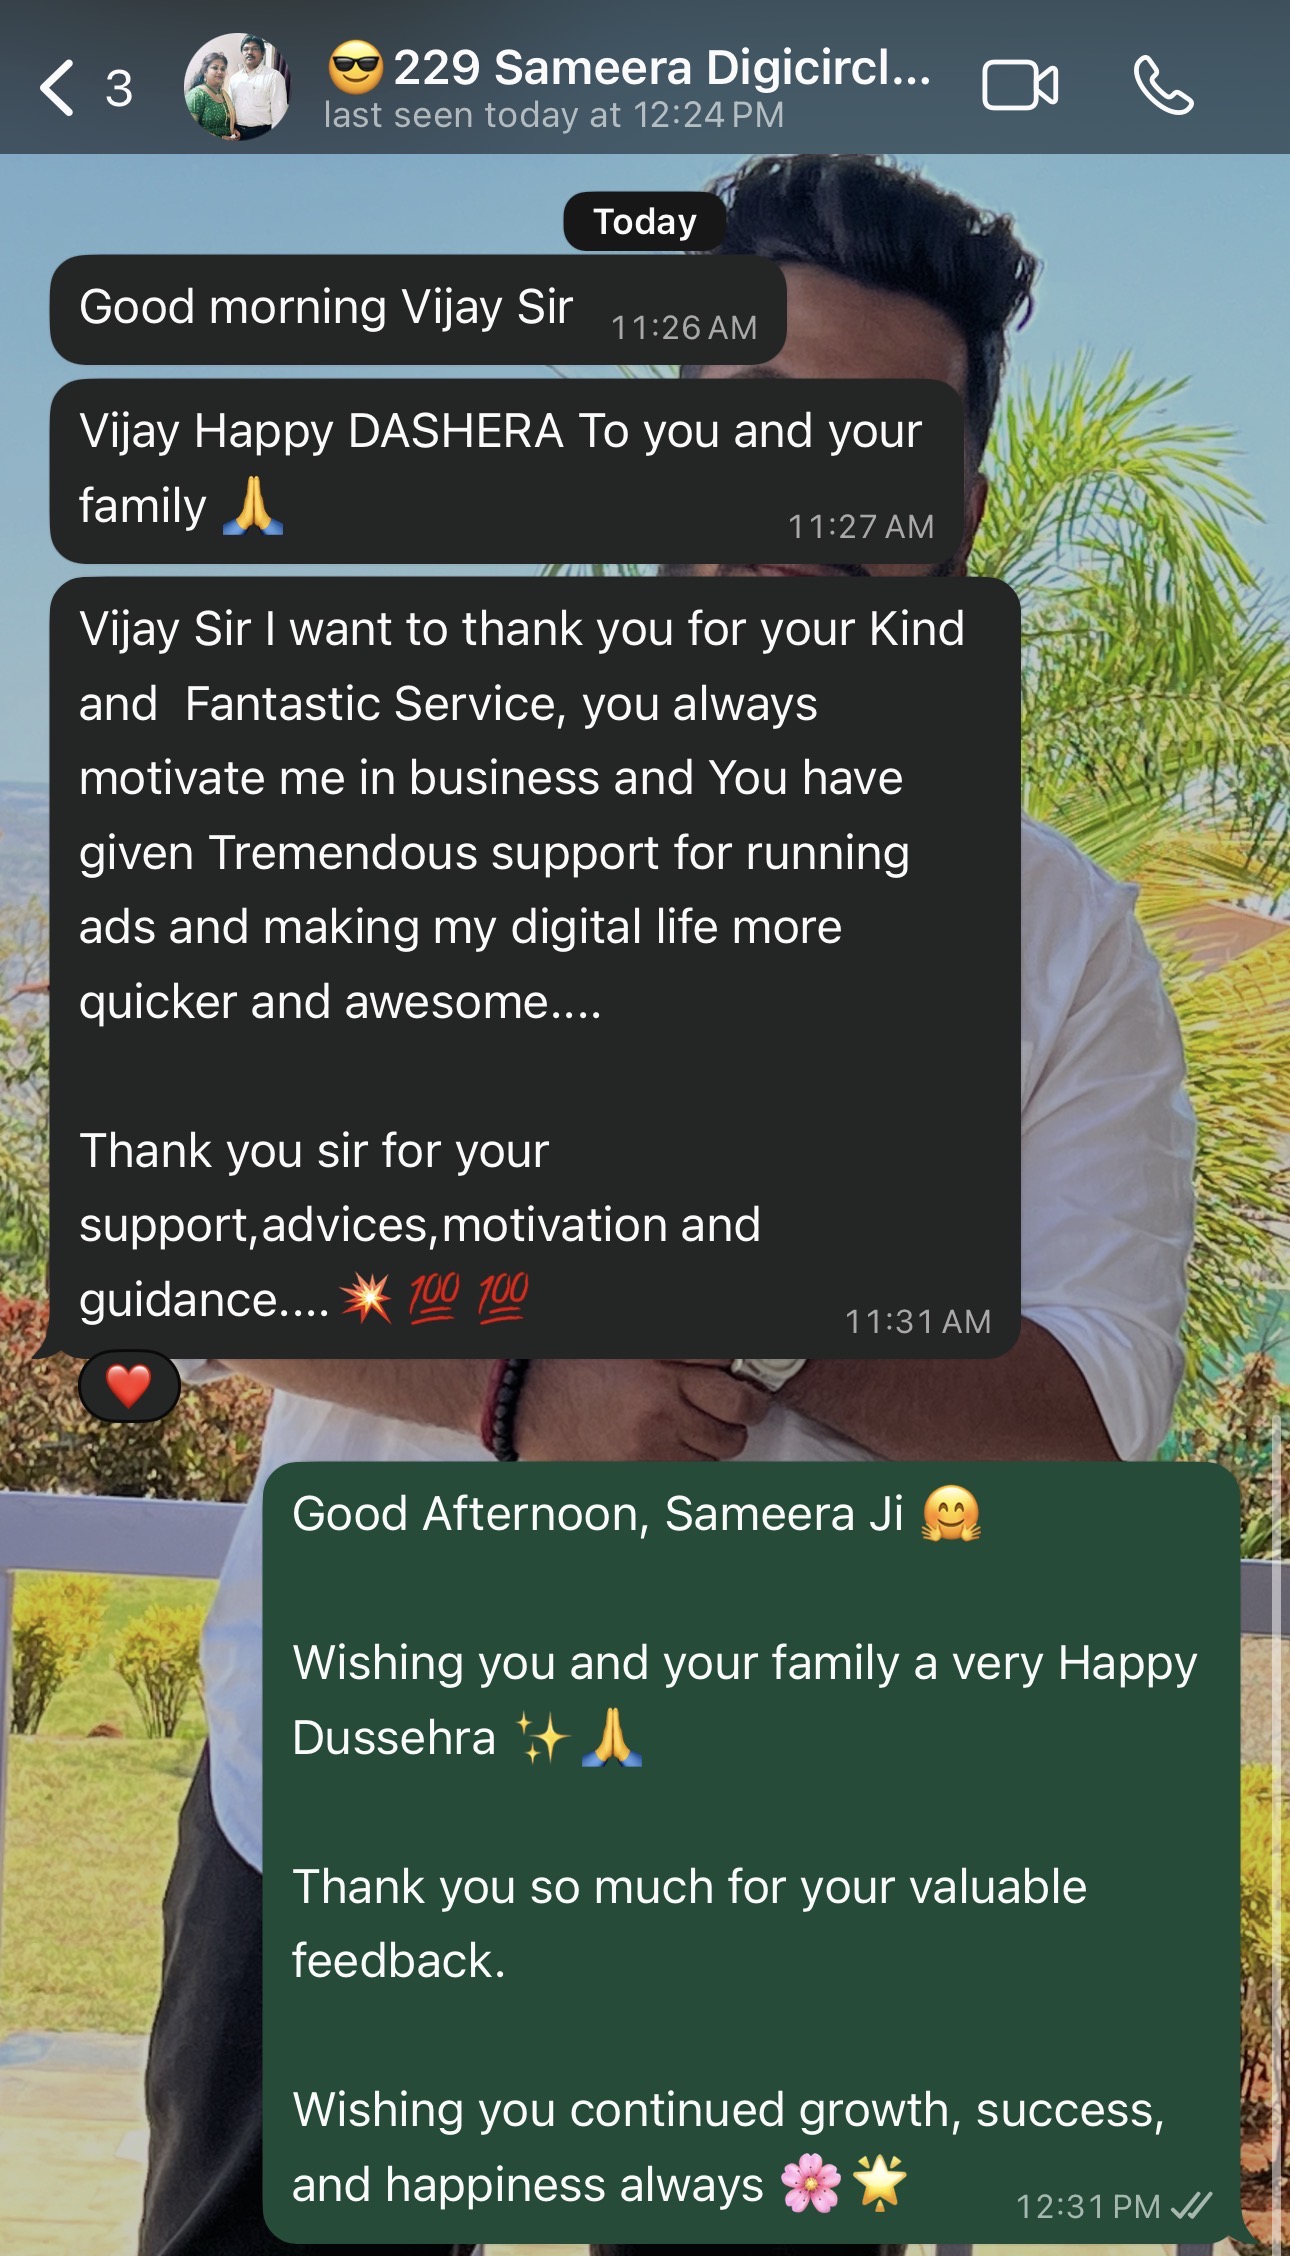 3
😎 229 Sameera Digicircl...
last seen today at 12:24 PM
Today
Good morning Vijay Sir
11:26 AM
Vijay Happy DASHERA To you and your
family 🙏
11:27 AM
Vijay Sir I want to thank you for your Kind
and  Fantastic Service, you always
motivate me in business and You have
given Tremendous support for running
ads and making my digital life more
quicker and awesome....
Thank you sir for your
support,advices,motivation and
guidance.... 💥 💯 💯
11:31 AM
❤️
Good Afternoon, Sameera Ji 🤗
Wishing you and your family a very Happy
Dussehra ✨🙏
Thank you so much for your valuable
feedback.
Wishing you continued growth, success,
and happiness always 🌸🌟
12:31 PM